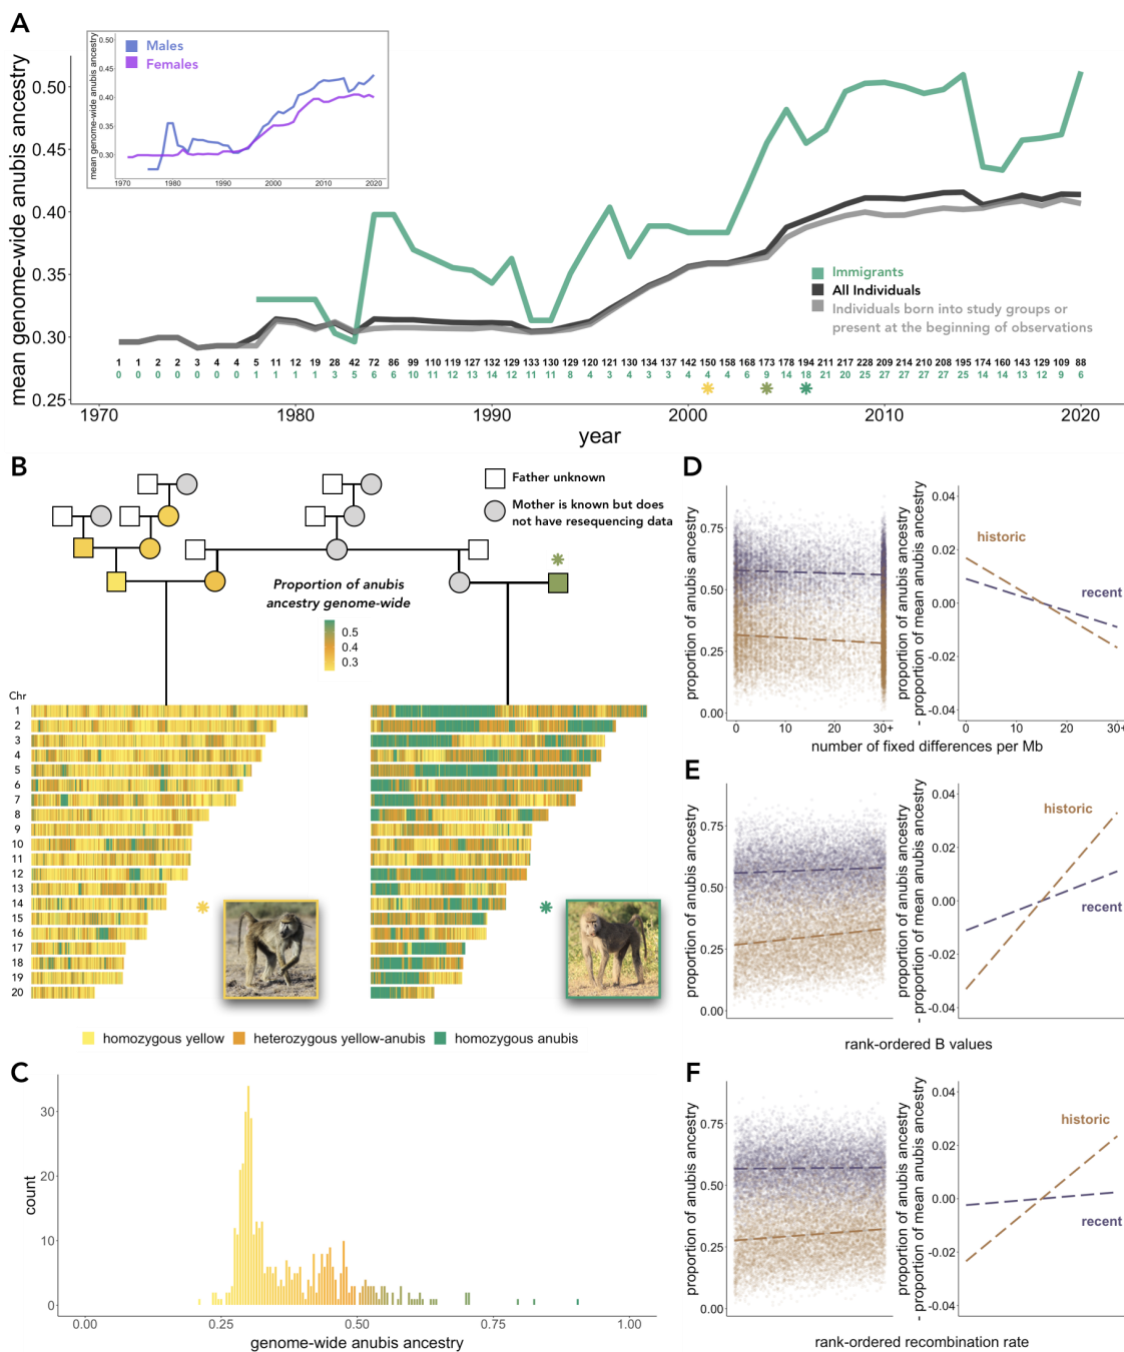 A
mean genome-wide anubis ancestry
0.50
0.45
0.40
0.35
0.30
0.25
mean genome-wide anubis ancestry
0.50
0.45
0.40
0.35
0.30
Males
Females
1970 1980 1990 2000 2010 2020
Immigrants
All Individuals
Individuals born into study groups or
present at the beginning of observations
1 1 2 2 3 4 4 5 11 12 19 28 42 72 86 99 110 119 127 132 129 133 130 129 120 121 130 134 137 142 150 158 168 173 178 194 211 217 228 209 214 210 208 195 174 160 143 129 109 88
0 0 0 0 0 0 0 1 1 1 1 3 5 6 6 10 11 12 13 14 12 11 11 8 4 3 4 3 3 4 4 4 6 9 14 18 21 20 25 27 27 27 27 25 14 14 13 12 9 6
1970 1980 1990 2000 2010 2020
year
B
Father unknown
Mother is known but does
not have resequencing data
Proportion of anubis
ancestry genome-wide
0.5
0.4
0.3
Chr
1
2
3
4
5
6
7
8
9
10
11
12
13
14
15
16
17
18
19
20
homozygous yellow heterozygous yellow-anubis homozygous anubis
C
count
30
20
10
0
0.00 0.25 0.50 0.75 1.00
genome-wide anubis ancestry
D
proportion of anubis ancestry
0.75
0.50
0.25
0.00
0 10 20 30+
proportion of anubis ancestry
- proportion of mean anubis ancestry
0.04
0.02
0.00
-0.02
-0.04
historic
recent
0 10 20 30+
number of fixed differences per Mb
E
proportion of anubis ancestry
0.75
0.50
0.25
0.00
proportion of anubis ancestry
- proportion of mean anubis ancestry
0.04
0.02
0.00
-0.02
-0.04
historic
recent
rank-ordered B values
F
proportion of anubis ancestry
0.75
0.50
0.25
0.00
proportion of anubis ancestry
- proportion of mean anubis ancestry
0.04
0.02
0.00
-0.02
-0.04
historic
recent
rank-ordered recombination rate